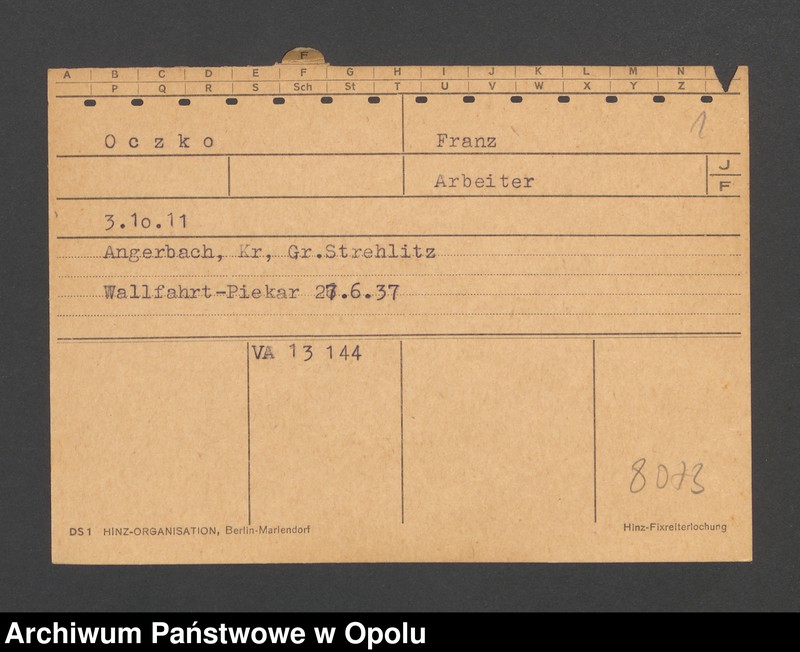 F
A B C D E F G H I J K L M N
P Q R S Sch St T U V W X Y Z
1
Oczko Franz
Arbeiter J
F
3.10.11
Angerbach, Kr, Gr.Strehlitz
Wallfahrt-Piekar 27.6.37
VA 13 144
8073
DS1 HINZ-ORGANISATION, Berlin-Mariendorf Hinz-Fixreiterlochung
Archiwum Państwowe w Opolu